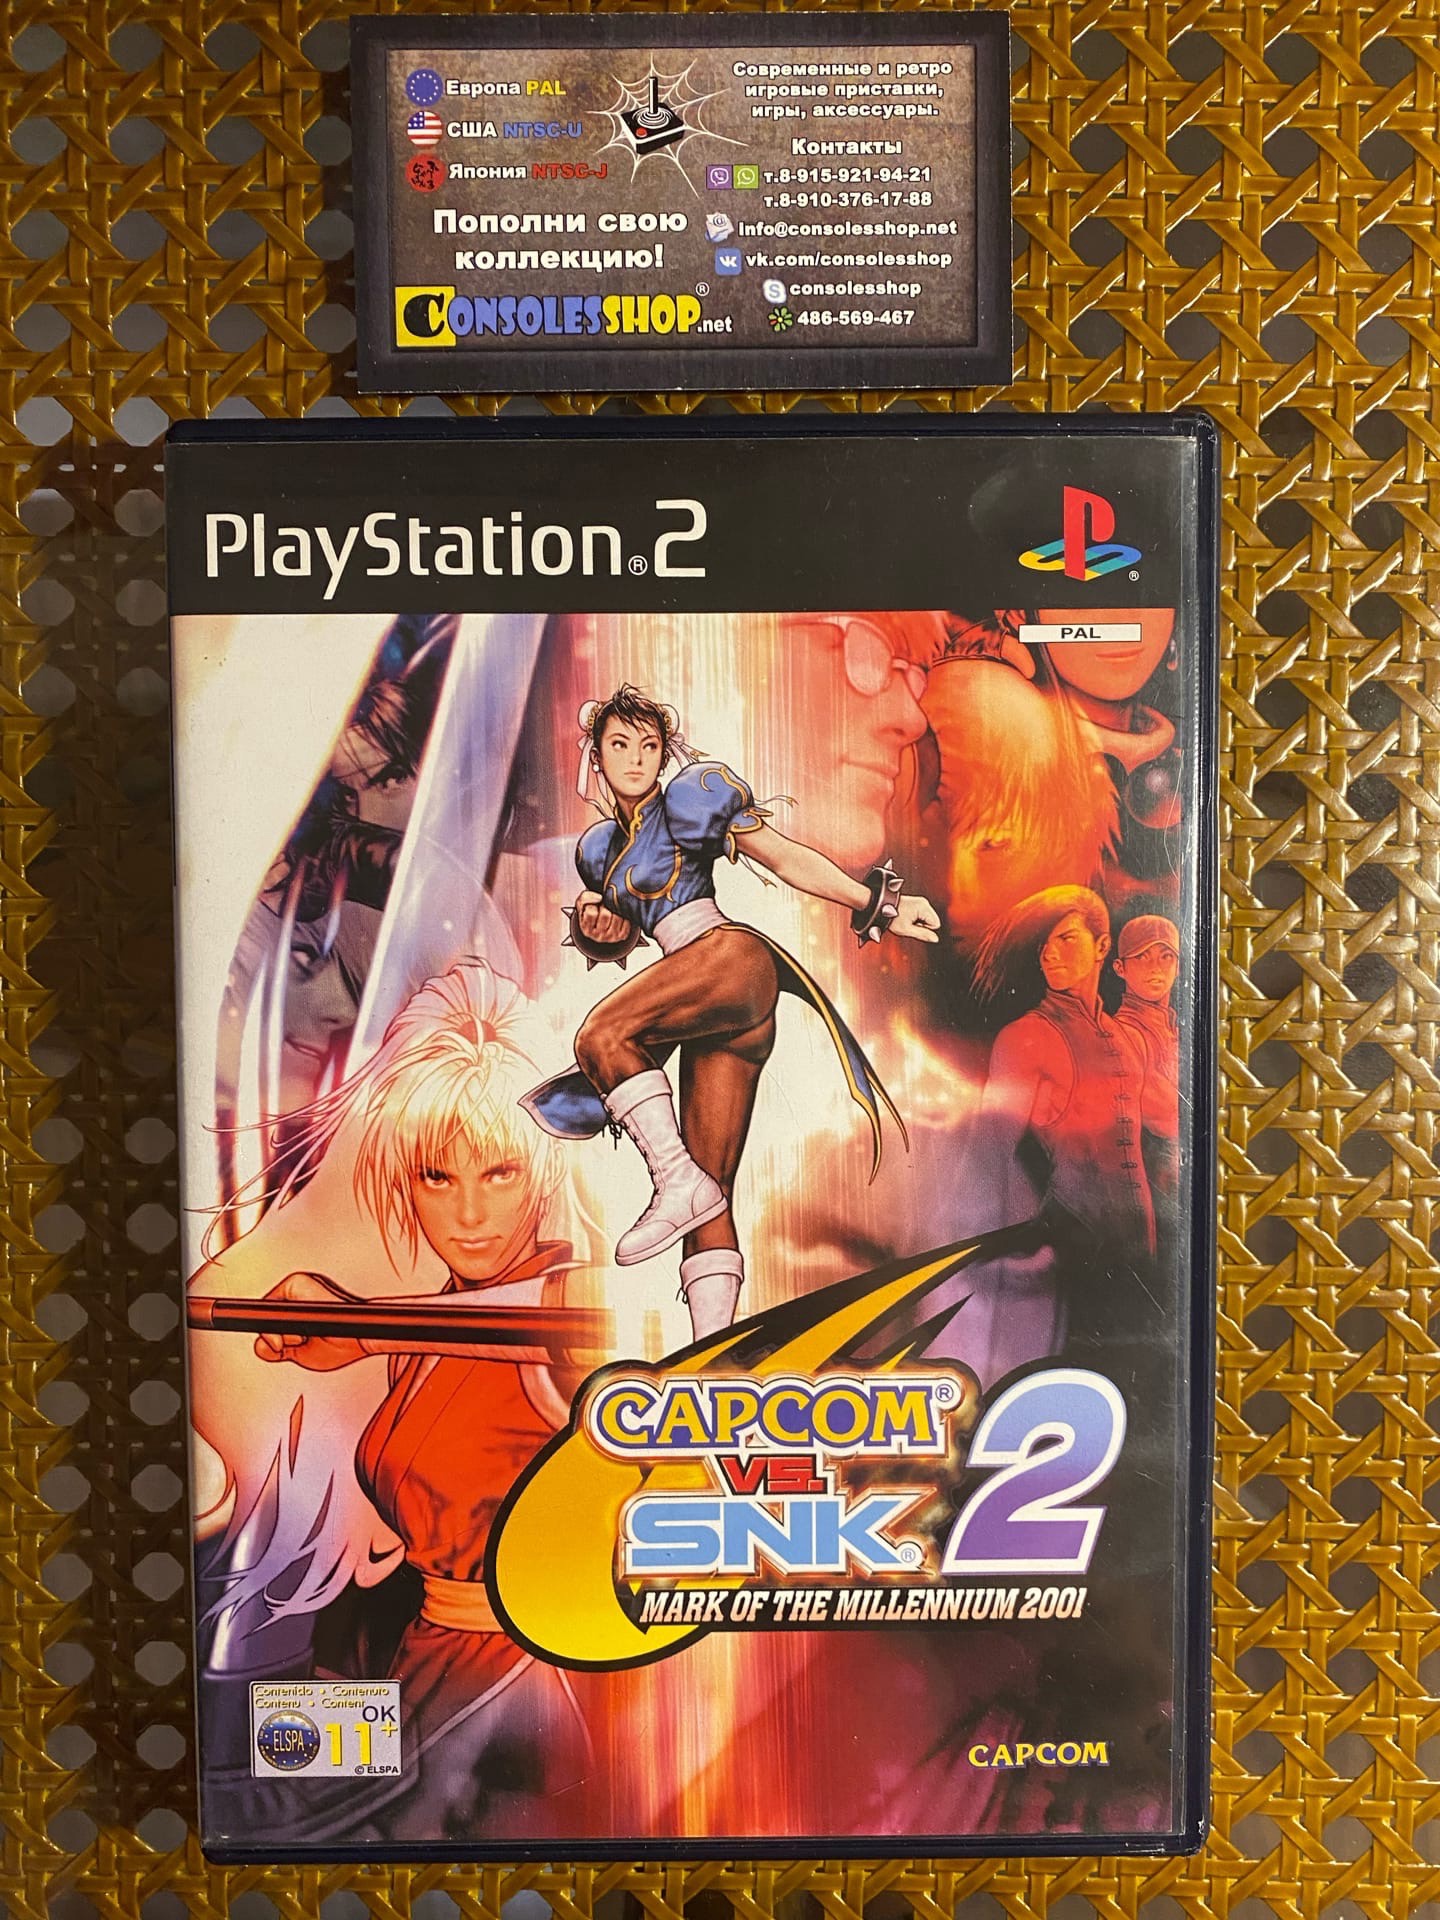 Европа PAL
США NTSC-U
Япония NTSC-J
Пополни свою
коллекцию!
CONSOLESSHOP®.net
Современные и ретро
игровые приставки,
игры, аксессуары.
Контакты
т.8-915-921-94-21
т.8-910-376-17-88
info@consolesshop.net
vk.com/consolesshop
consolesshop
486-569-467
PlayStation®2
®
PAL
CAPCOM®
VS.
SNK®
2
MARK OF THE MILLENNIUM 2001
Contenido • Contenuto
Contenu • Content
OK
ELSPA
11+
© ELSPA
CAPCOM